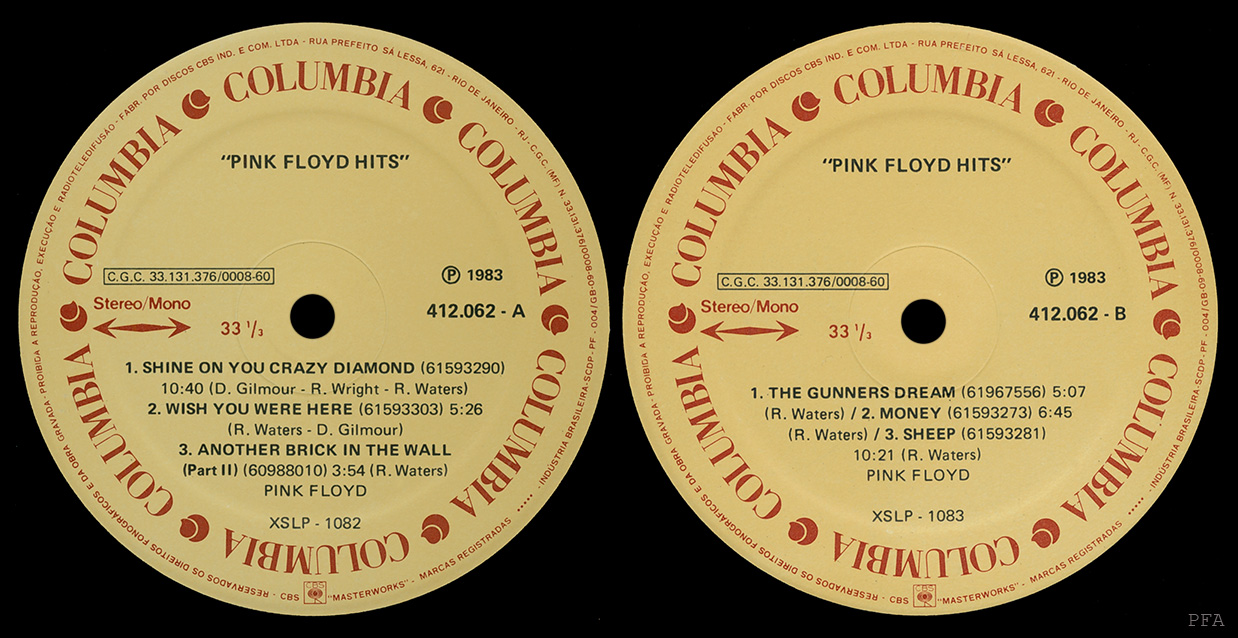 DISCOS CBS IND. E COM. LTDA - RUA PREFEITO SÁ LESSA, 621 - RIO DE JANEIRO - RJ - C.G.C. (MF) N. 33.131.376/0008
INDÚSTRIA BRASILEIRA - SCDP - PF - 004/GB
PROIBIDA A REPRODUÇÃO, EXECUÇÃO E RADIOTELEDIFUSÃO - FABR. POR
RESERVADOS OS DIREITOS FONOGRÁFICOS E DA OBRA GRAVADA
CBS "MASTERWORKS" - MARCAS REGISTRADAS
COLUMBIA
COLUMBIA
COLUMBIA
COLUMBIA
COLUMBIA
COLUMBIA
"PINK FLOYD HITS"
C.G.C. 33.131.376/0008-60
℗ 1983
Stereo/Mono
412.062 - A
33 1/3
1. SHINE ON YOU CRAZY DIAMOND (61593290)
10:40 (D. Gilmour - R. Wright - R. Waters)
2. WISH YOU WERE HERE (61593303) 5:26
(R. Waters - D. Gilmour)
3. ANOTHER BRICK IN THE WALL
(Part II) (60988010) 3:54 (R. Waters)
PINK FLOYD
XSLP - 1082
CBS
DISCOS CBS IND. E COM. LTDA - RUA PREFEITO SÁ LESSA, 621 - RIO DE JANEIRO - RJ - C.G.C. (MF) N. 33.131.376/0008
INDÚSTRIA BRASILEIRA - SCDP - PF - 004/GB
PROIBIDA A REPRODUÇÃO, EXECUÇÃO E RADIOTELEDIFUSÃO - FABR. POR
RESERVADOS OS DIREITOS FONOGRÁFICOS E DA OBRA GRAVADA
CBS "MASTERWORKS" - MARCAS REGISTRADAS
COLUMBIA
COLUMBIA
COLUMBIA
COLUMBIA
COLUMBIA
COLUMBIA
"PINK FLOYD HITS"
C.G.C. 33.131.376/0008-60
℗ 1983
Stereo/Mono
412.062 - B
33 1/3
1. THE GUNNERS DREAM (61967556) 5:07
(R. Waters) / 2. MONEY (61593273) 6:45
(R. Waters) / 3. SHEEP (61593281)
10:21 (R. Waters)
PINK FLOYD
XSLP - 1083
CBS
PFA